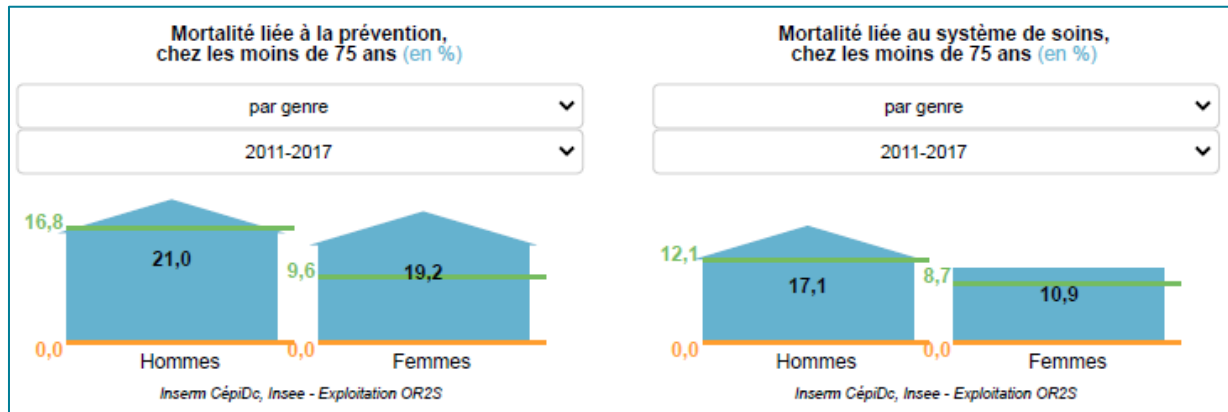 Mortalité liée à la prévention,
chez les moins de 75 ans (en %)
par genre
2011-2017
16,8
21,0
9,6
19,2
0,0
Hommes
0,0
Femmes
Inserm CépiDc, Insee - Exploitation OR2S
Mortalité liée au système de soins,
chez les moins de 75 ans (en %)
par genre
2011-2017
12,1
17,1
8,7
10,9
0,0
Hommes
0,0
Femmes
Inserm CépiDc, Insee - Exploitation OR2S